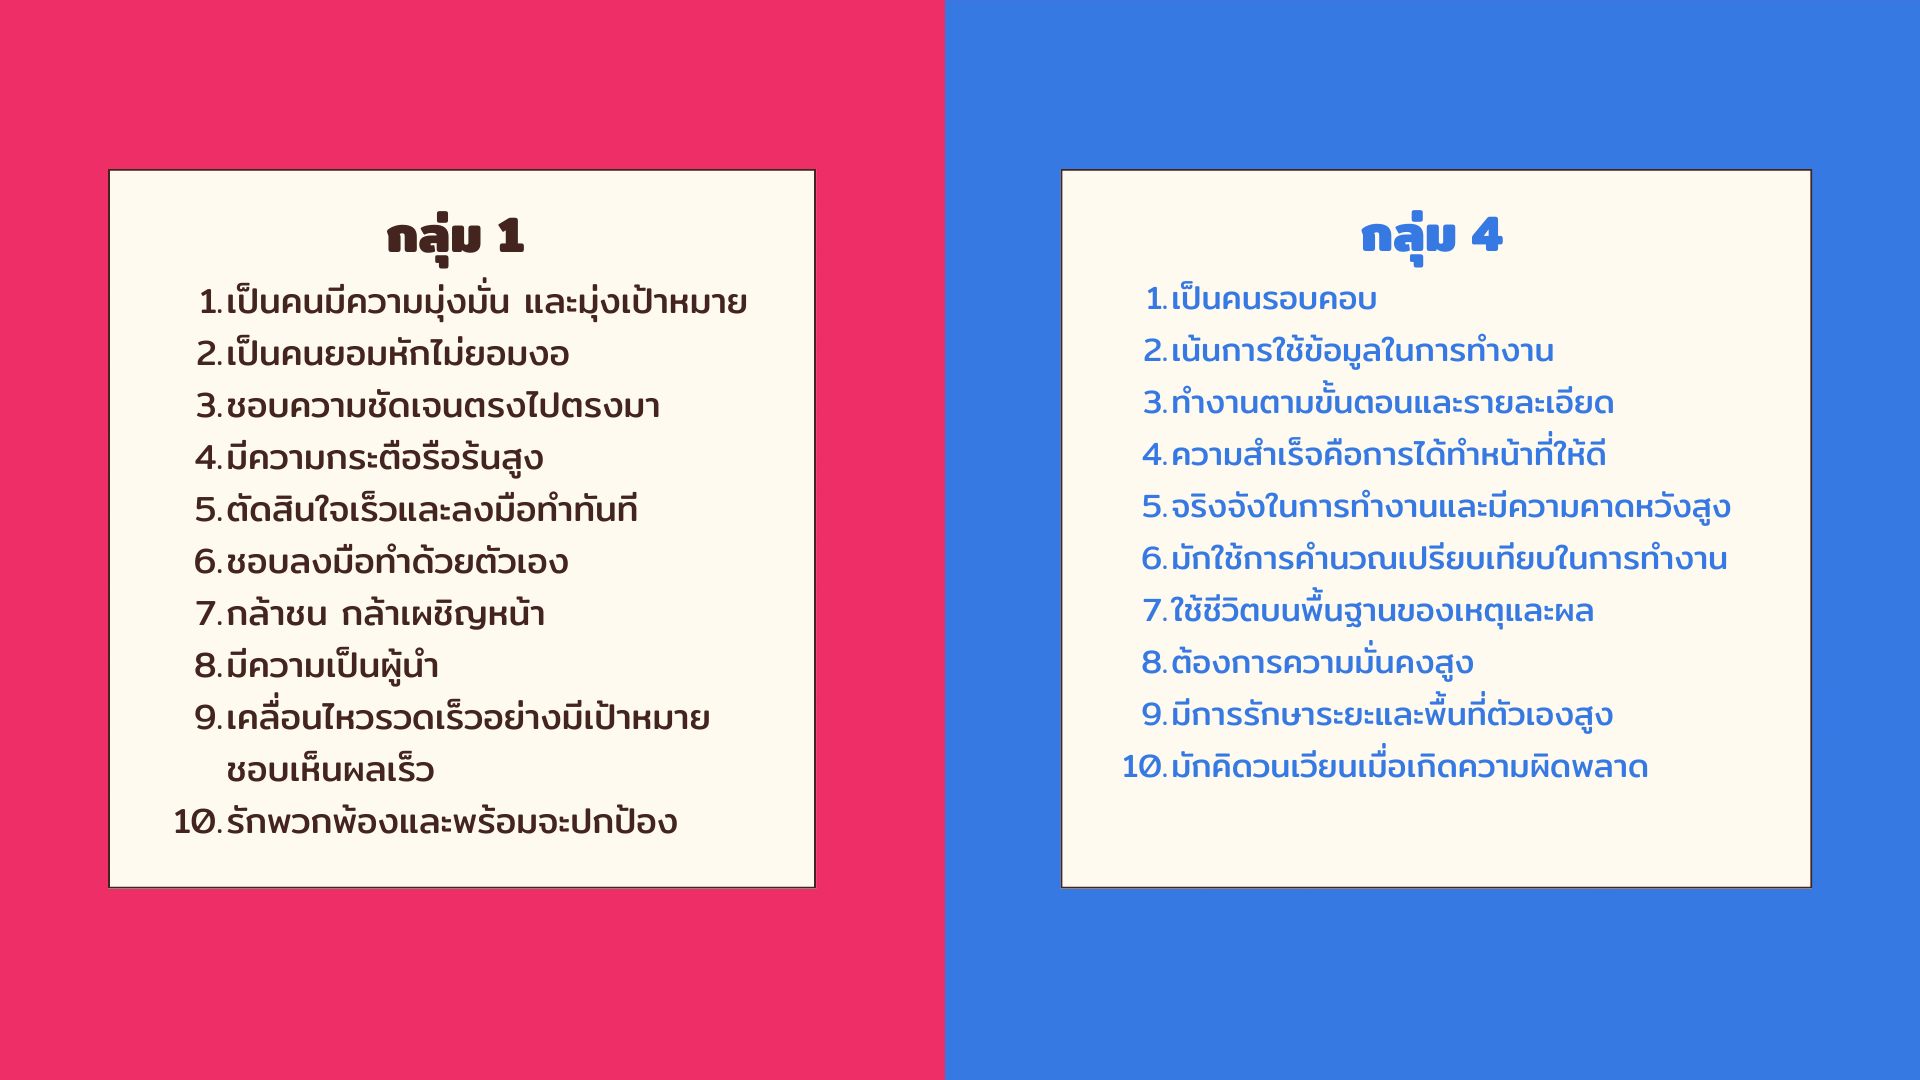 กลุ่ม 1
1. เป็นคนมีความมุ่งมั่น และมุ่งเป้าหมาย
2. เป็นคนยอมหักไม่ยอมงอ
3. ชอบความชัดเจนตรงไปตรงมา
4. มีความกระตือรือร้นสูง
5. ตัดสินใจเร็วและลงมือทำทันที
6. ชอบลงมือทำด้วยตัวเอง
7. กล้าชน กล้าเผชิญหน้า
8. มีความเป็นผู้นำ
9. เคลื่อนไหวรวดเร็วอย่างมีเป้าหมาย
ชอบเห็นผลเร็ว
10. รักพวกพ้องและพร้อมจะปกป้อง
กลุ่ม 4
1. เป็นคนรอบคอบ
2. เน้นการใช้ข้อมูลในการทำงาน
3. ทำงานตามขั้นตอนและรายละเอียด
4. ความสำเร็จคือการได้ทำหน้าที่ให้ดี
5. จริงจังในการทำงานและมีความคาดหวังสูง
6. มักใช้การคำนวณเปรียบเทียบในการทำงาน
7. ใช้ชีวิตบนพื้นฐานของเหตุและผล
8. ต้องการความมั่นคงสูง
9. มีการรักษาระยะและพื้นที่ตัวเองสูง
10. มักคิดวนเวียนเมื่อเกิดความผิดพลาด